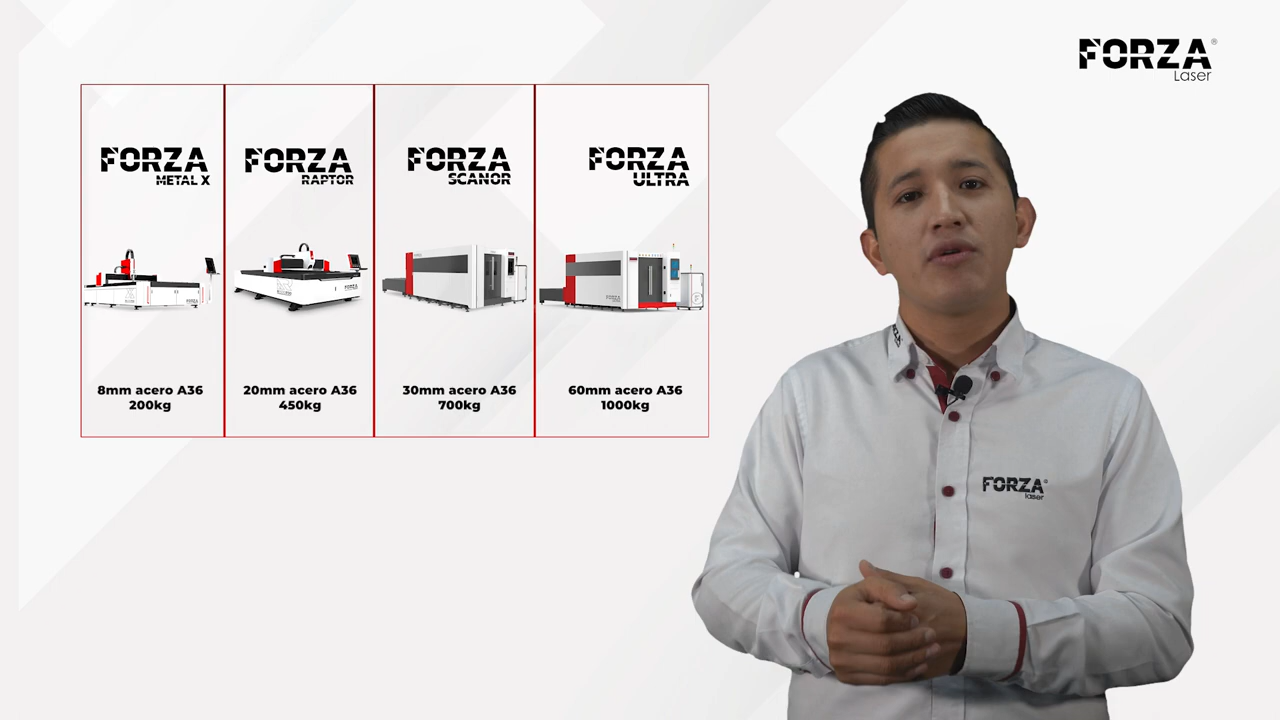 FORZA®
Laser
FORZA
METAL X
FORZA
RAPTOR
FORZA
SCANOR
FORZA
ULTRA
8mm acero A36
200kg
20mm acero A36
450kg
30mm acero A36
700kg
60mm acero A36
1000kg
FORZA®
laser